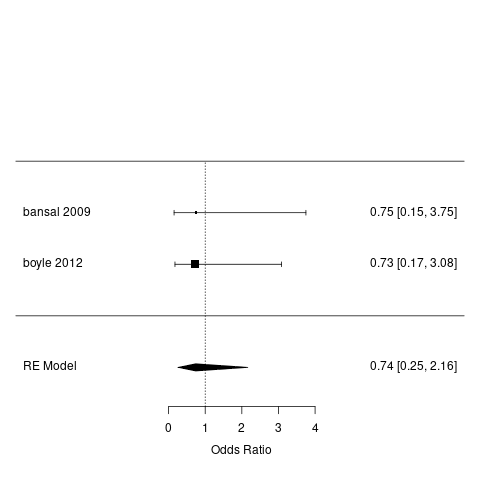 bansal 2009 0.75 [0.15, 3.75]
boyle 2012 0.73 [0.17, 3.08]
RE Model 0.74 [0.25, 2.16]
0 1 2 3 4
Odds Ratio